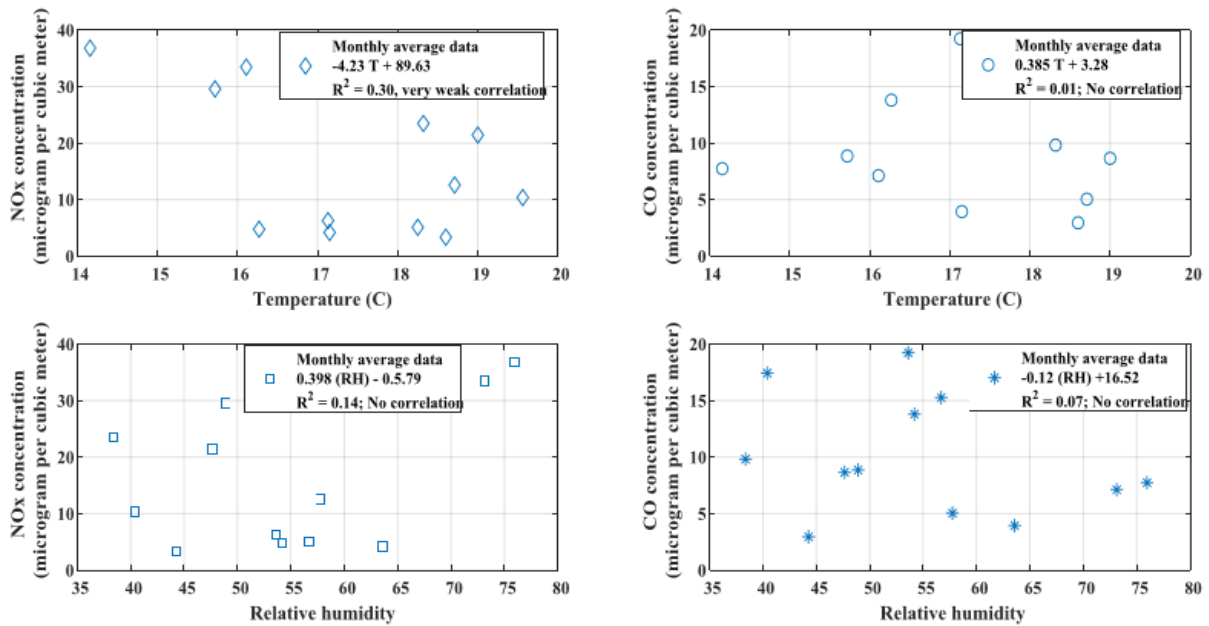 NOx concentration
(microgram per cubic meter)
40
30
20
10
0
Monthly average data
-4.23 T + 89.63
R² = 0.30, very weak correlation
14 15 16 17 18 19 20
Temperature (C)
CO concentration
(microgram per cubic meter)
20
15
10
5
0
Monthly average data
0.385 T + 3.28
R² = 0.01; No correlation
14 15 16 17 18 19 20
Temperature (C)
NOx concentration
(microgram per cubic meter)
40
30
20
10
0
Monthly average data
0.398 (RH) - 0.5.79
R² = 0.14; No correlation
35 40 45 50 55 60 65 70 75 80
Relative humidity
CO concentration
(microgram per cubic meter)
20
15
10
5
0
Monthly average data
-0.12 (RH) +16.52
R² = 0.07; No correlation
35 40 45 50 55 60 65 70 75 80
Relative humidity